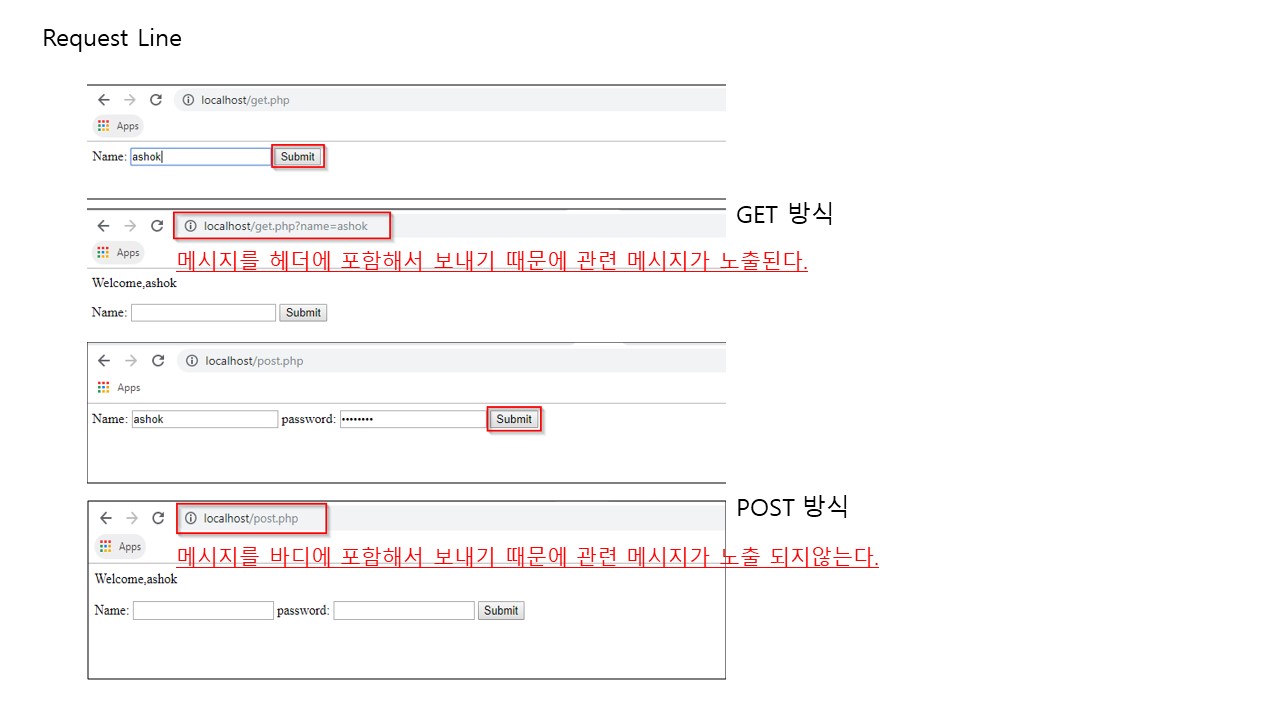 Request Line
localhost/get.php
Apps
Name: ashok Submit
localhost/get.php?name=ashok
GET 방식
Apps
메시지를 헤더에 포함해서 보내기 때문에 관련 메시지가 노출된다.
Welcome,ashok
Name: Submit
localhost/post.php
Apps
Name: ashok password: •••••••• Submit
localhost/post.php
POST 방식
Apps
메시지를 바디에 포함해서 보내기 때문에 관련 메시지가 노출 되지않는다.
Welcome,ashok
Name: password: Submit